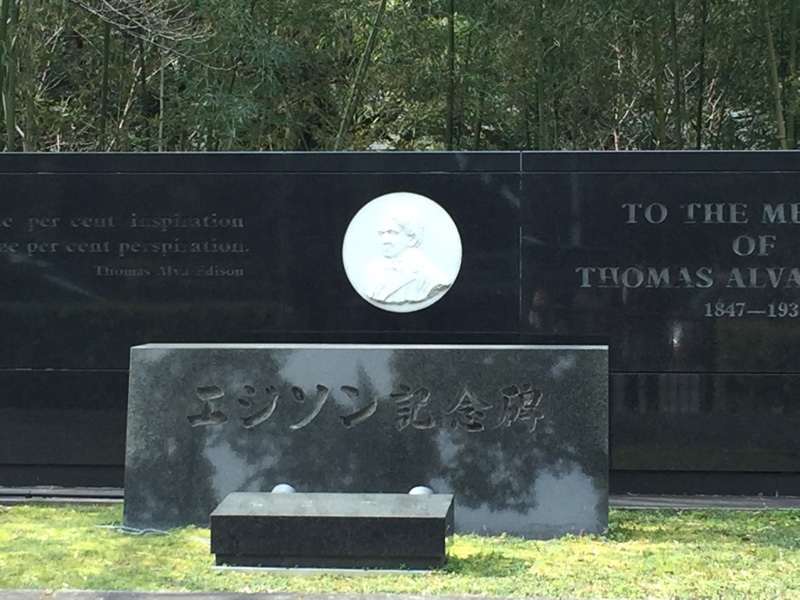 per cent inspiration
per cent perspiration.
Thomas Alva Edison
TO THE ME
OF
THOMAS ALVA
1847—193
エジソン記念碑